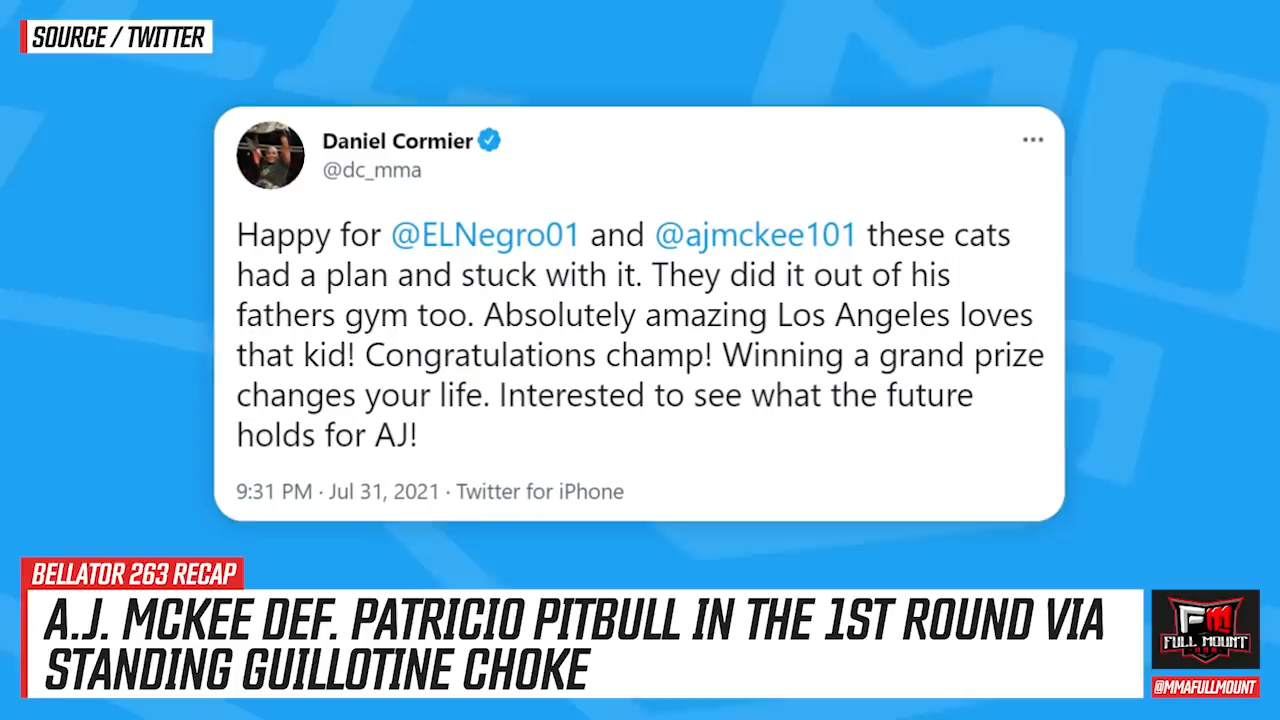 SOURCE / TWITTER
Daniel Cormier
@dc_mma
Happy for @ELNegro01 and @ajmckee101 these cats
had a plan and stuck with it. They did it out of his
fathers gym too. Absolutely amazing Los Angeles loves
that kid! Congratulations champ! Winning a grand prize
changes your life. Interested to see what the future
holds for AJ!
9:31 PM · Jul 31, 2021 · Twitter for iPhone
BELLATOR 263 RECAP
A.J. MCKEE DEF. PATRICIO PITBULL IN THE 1ST ROUND VIA
STANDING GUILLOTINE CHOKE
FM
FULL MOUNT
@MMAFULLMOUNT